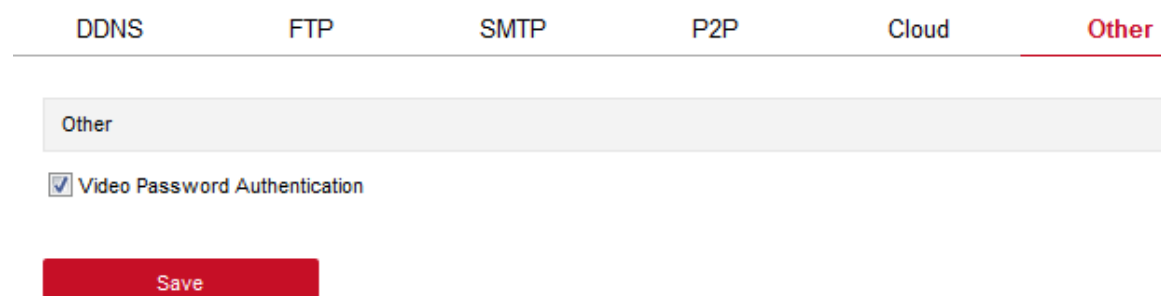 DDNS FTP SMTP P2P Cloud Other
Other
Video Password Authentication
Save